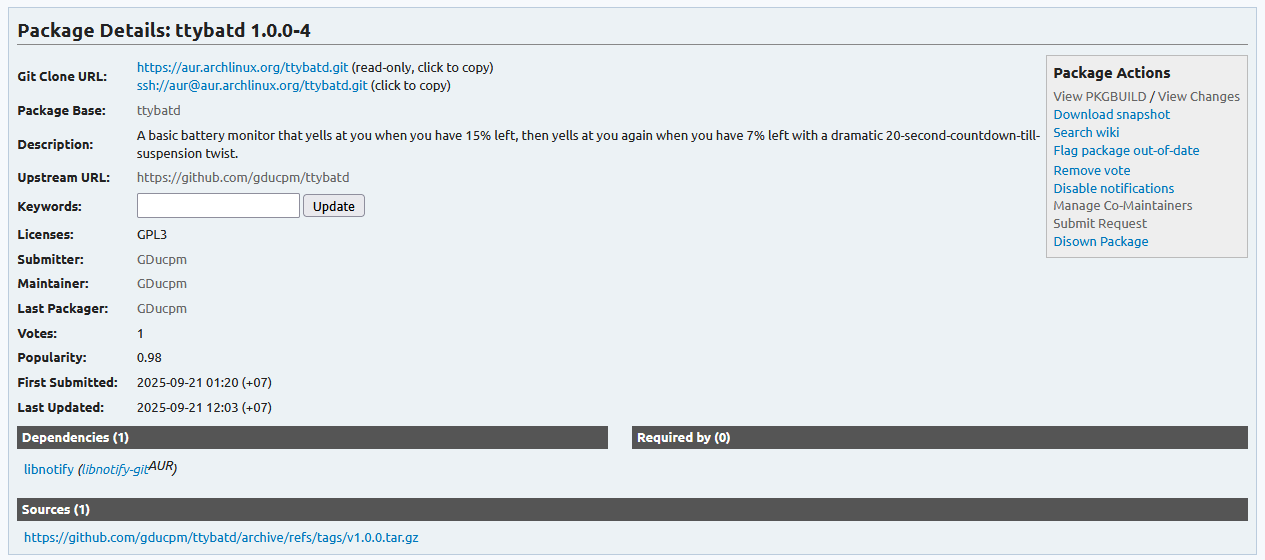 Package Details: ttybatd 1.0.0-4
Git Clone URL: https://aur.archlinux.org/ttybatd.git (read-only, click to copy)
ssh://aur@aur.archlinux.org/ttybatd.git (click to copy)
Package Base: ttybatd
Description: A basic battery monitor that yells at you when you have 15% left, then yells at you again when you have 7% left with a dramatic 20-second-countdown-till-
suspension twist.
Upstream URL: https://github.com/gducpm/ttybatd
Keywords: Update
Licenses: GPL3
Submitter: GDucpm
Maintainer: GDucpm
Last Packager: GDucpm
Votes: 1
Popularity: 0.98
First Submitted: 2025-09-21 01:20 (+07)
Last Updated: 2025-09-21 12:03 (+07)
Package Actions
View PKGBUILD / View Changes
Download snapshot
Search wiki
Flag package out-of-date
Remove vote
Disable notifications
Manage Co-Maintainers
Submit Request
Disown Package
Dependencies (1)
libnotify (libnotify-gitAUR)
Required by (0)
Sources (1)
https://github.com/gducpm/ttybatd/archive/refs/tags/v1.0.0.tar.gz